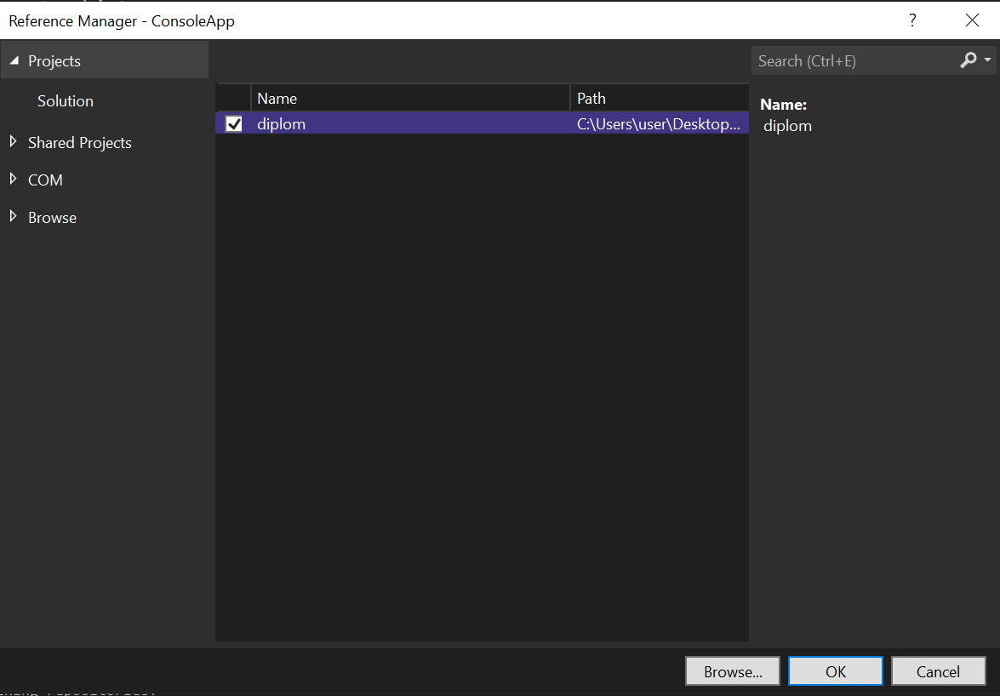 Reference Manager - ConsoleApp
?
Projects
Search (Ctrl+E)
Solution
Shared Projects
COM
Browse
Name Path
diplom C:\Users\user\Desktop...
Name:
diplom
Browse... OK Cancel